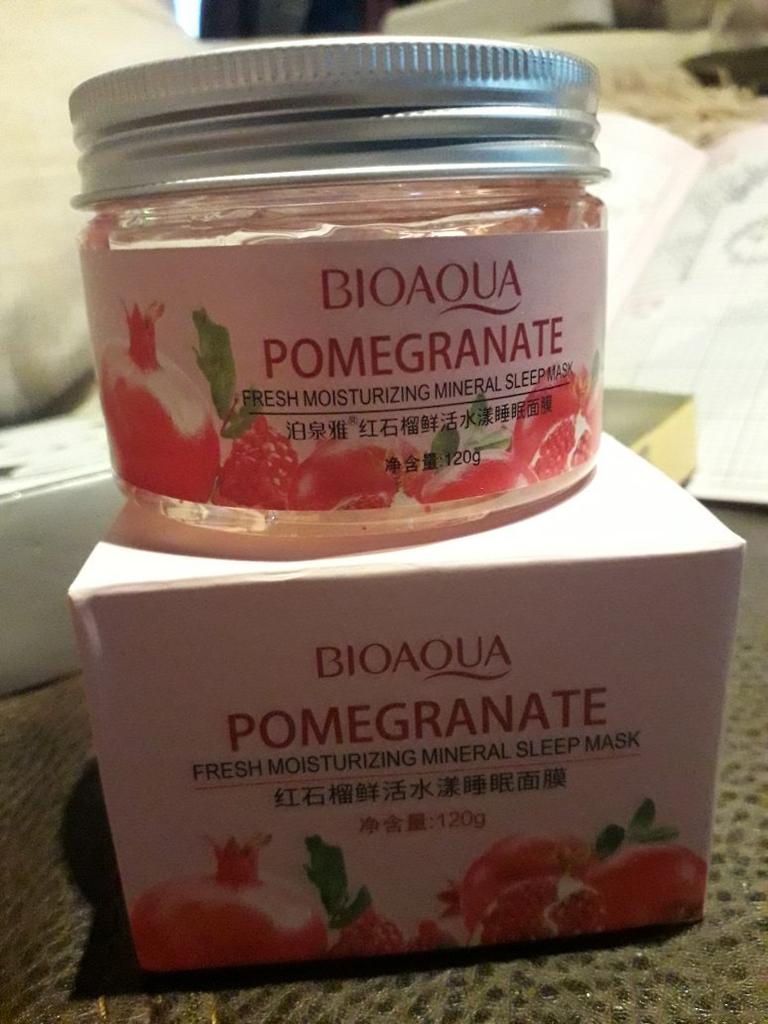 BIOAQUA
POMEGRANATE
FRESH MOISTURIZING MINERAL SLEEP MASK
泊泉雅®红石榴鲜活水漾睡眠面膜
净含量:120g
BIOAQUA
POMEGRANATE
FRESH MOISTURIZING MINERAL SLEEP MASK
红石榴鲜活水漾睡眠面膜
净含量:120g